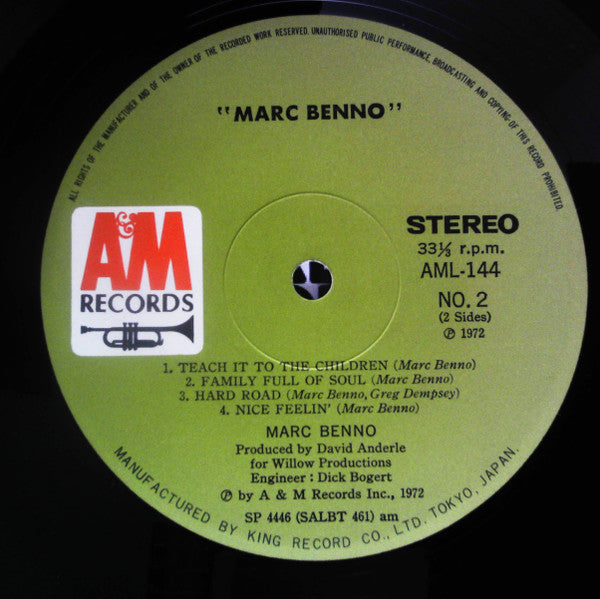 ALL RIGHTS OF THE MANUFACTURER AND OF THE OWNER OF THE RECORDED WORK RESERVED. UNAUTHORISED PUBLIC PERFORMANCE, BROADCASTING AND COPYING OF THIS RECORD PROHIBITED.
"MARC BENNO"
A&M
RECORDS
STEREO
33⅓ r.p.m.
AML-144
NO. 2
(2 Sides)
℗ 1972
1. TEACH IT TO THE CHILDREN (Marc Benno)
2. FAMILY FULL OF SOUL (Marc Benno)
3. HARD ROAD (Marc Benno, Greg Dempsey)
4. NICE FEELIN' (Marc Benno)
MARC BENNO
Produced by David Anderle
for Willow Productions
Engineer : Dick Bogert
℗ by A & M Records Inc., 1972
SP 4446 (SALBT 461) am
MANUFACTURED BY KING RECORD CO., LTD. TOKYO, JAPAN.